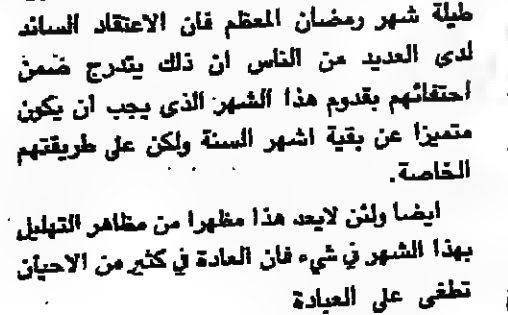 طيلة شهر رمضان المعظم فان الاعتقاد السائد
لدى العديد من الناس ان ذلك يتدرج ضمن
احتفائهم بقدوم هذا الشهر الذى يجب ان يكون
متميزا عن بقية اشهر السنة ولكن على طريقتهم
الخاصة .
ايضا ولئن لايعد هذا مظهرا من مظاهر التهليل
بهذا الشهر في شيء فان العادة في كثير من الاحيان
تطغى على العبادة